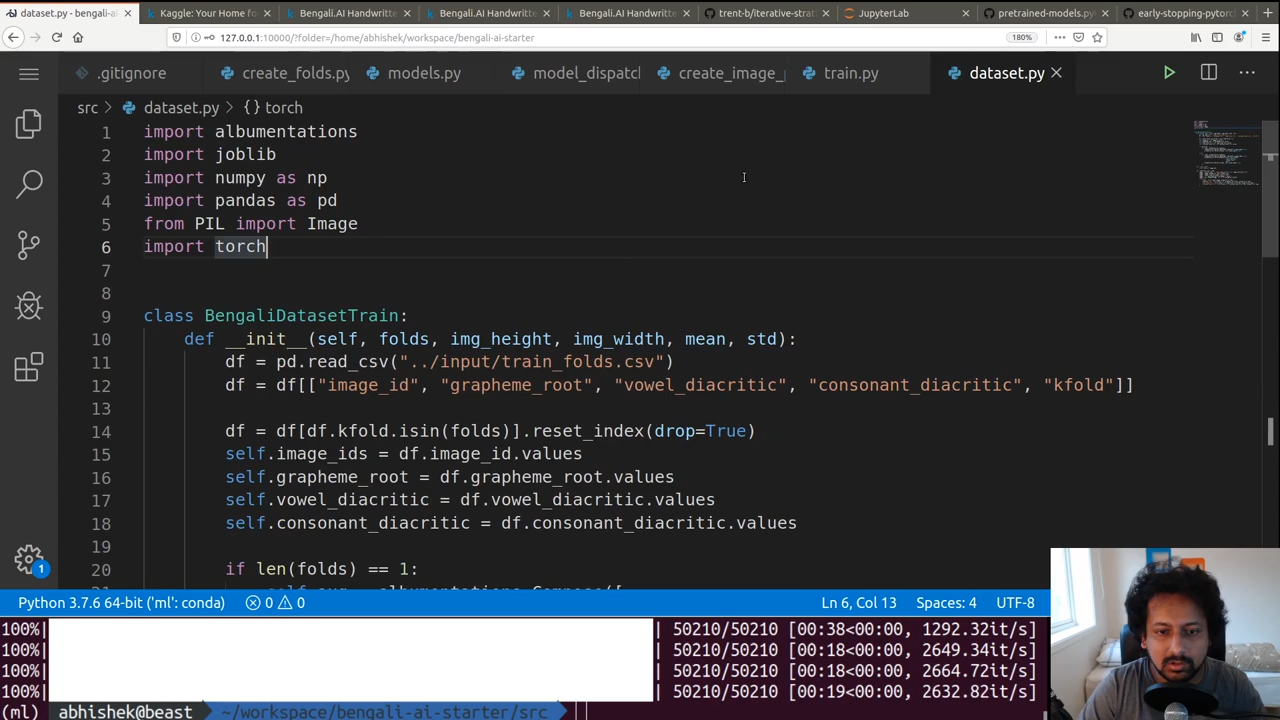 dataset.py - bengali-ai-st
Kaggle: Your Home fo
Bengali.AI Handwritte
Bengali.AI Handwritte
Bengali.AI Handwritte
trent-b/iterative-strati
JupyterLab
pretrained-models.py
early-stopping-pytorch
127.0.0.1:10000/?folder=/home/abhishek/workspace/bengali-ai-starter
180%
.gitignore
create_folds.py
models.py
model_dispatc
create_image_p
train.py
dataset.py
src > dataset.py > {} torch
1 import albumentations
2 import joblib
3 import numpy as np
4 import pandas as pd
5 from PIL import Image
6 import torch
7
8
9 class BengaliDatasetTrain:
10 def __init__(self, folds, img_height, img_width, mean, std):
11 df = pd.read_csv("../input/train_folds.csv")
12 df = df[["image_id", "grapheme_root", "vowel_diacritic", "consonant_diacritic", "kfold"]]
13
14 df = df[df.kfold.isin(folds)].reset_index(drop=True)
15 self.image_ids = df.image_id.values
16 self.grapheme_root = df.grapheme_root.values
17 self.vowel_diacritic = df.vowel_diacritic.values
18 self.consonant_diacritic = df.consonant_diacritic.values
19
20 if len(folds) == 1:
1
Python 3.7.6 64-bit ('ml': conda) 0 0 Ln 6, Col 13 Spaces: 4 UTF-8
100%| | 50210/50210 [00:38<00:00, 1292.32it/s]
100%| | 50210/50210 [00:18<00:00, 2649.34it/s]
100%| | 50210/50210 [00:18<00:00, 2664.72it/s]
100%| | 50210/50210 [00:19<00:00, 2632.82it/s]
(ml) abhishek@beast ~/workspace/bengali-ai-starter/src